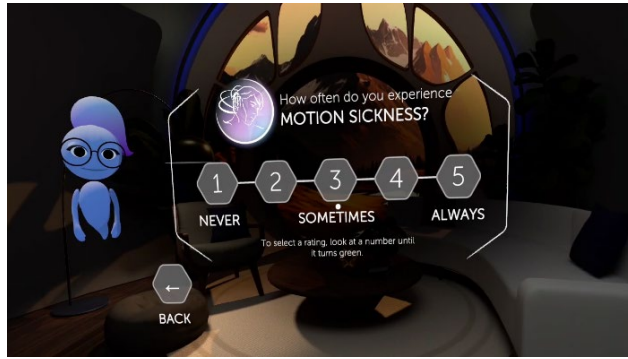 How often do you experience
MOTION SICKNESS?
1 2 3 4 5
NEVER SOMETIMES ALWAYS
To select a rating, look at a number until
it turns green.
←
BACK